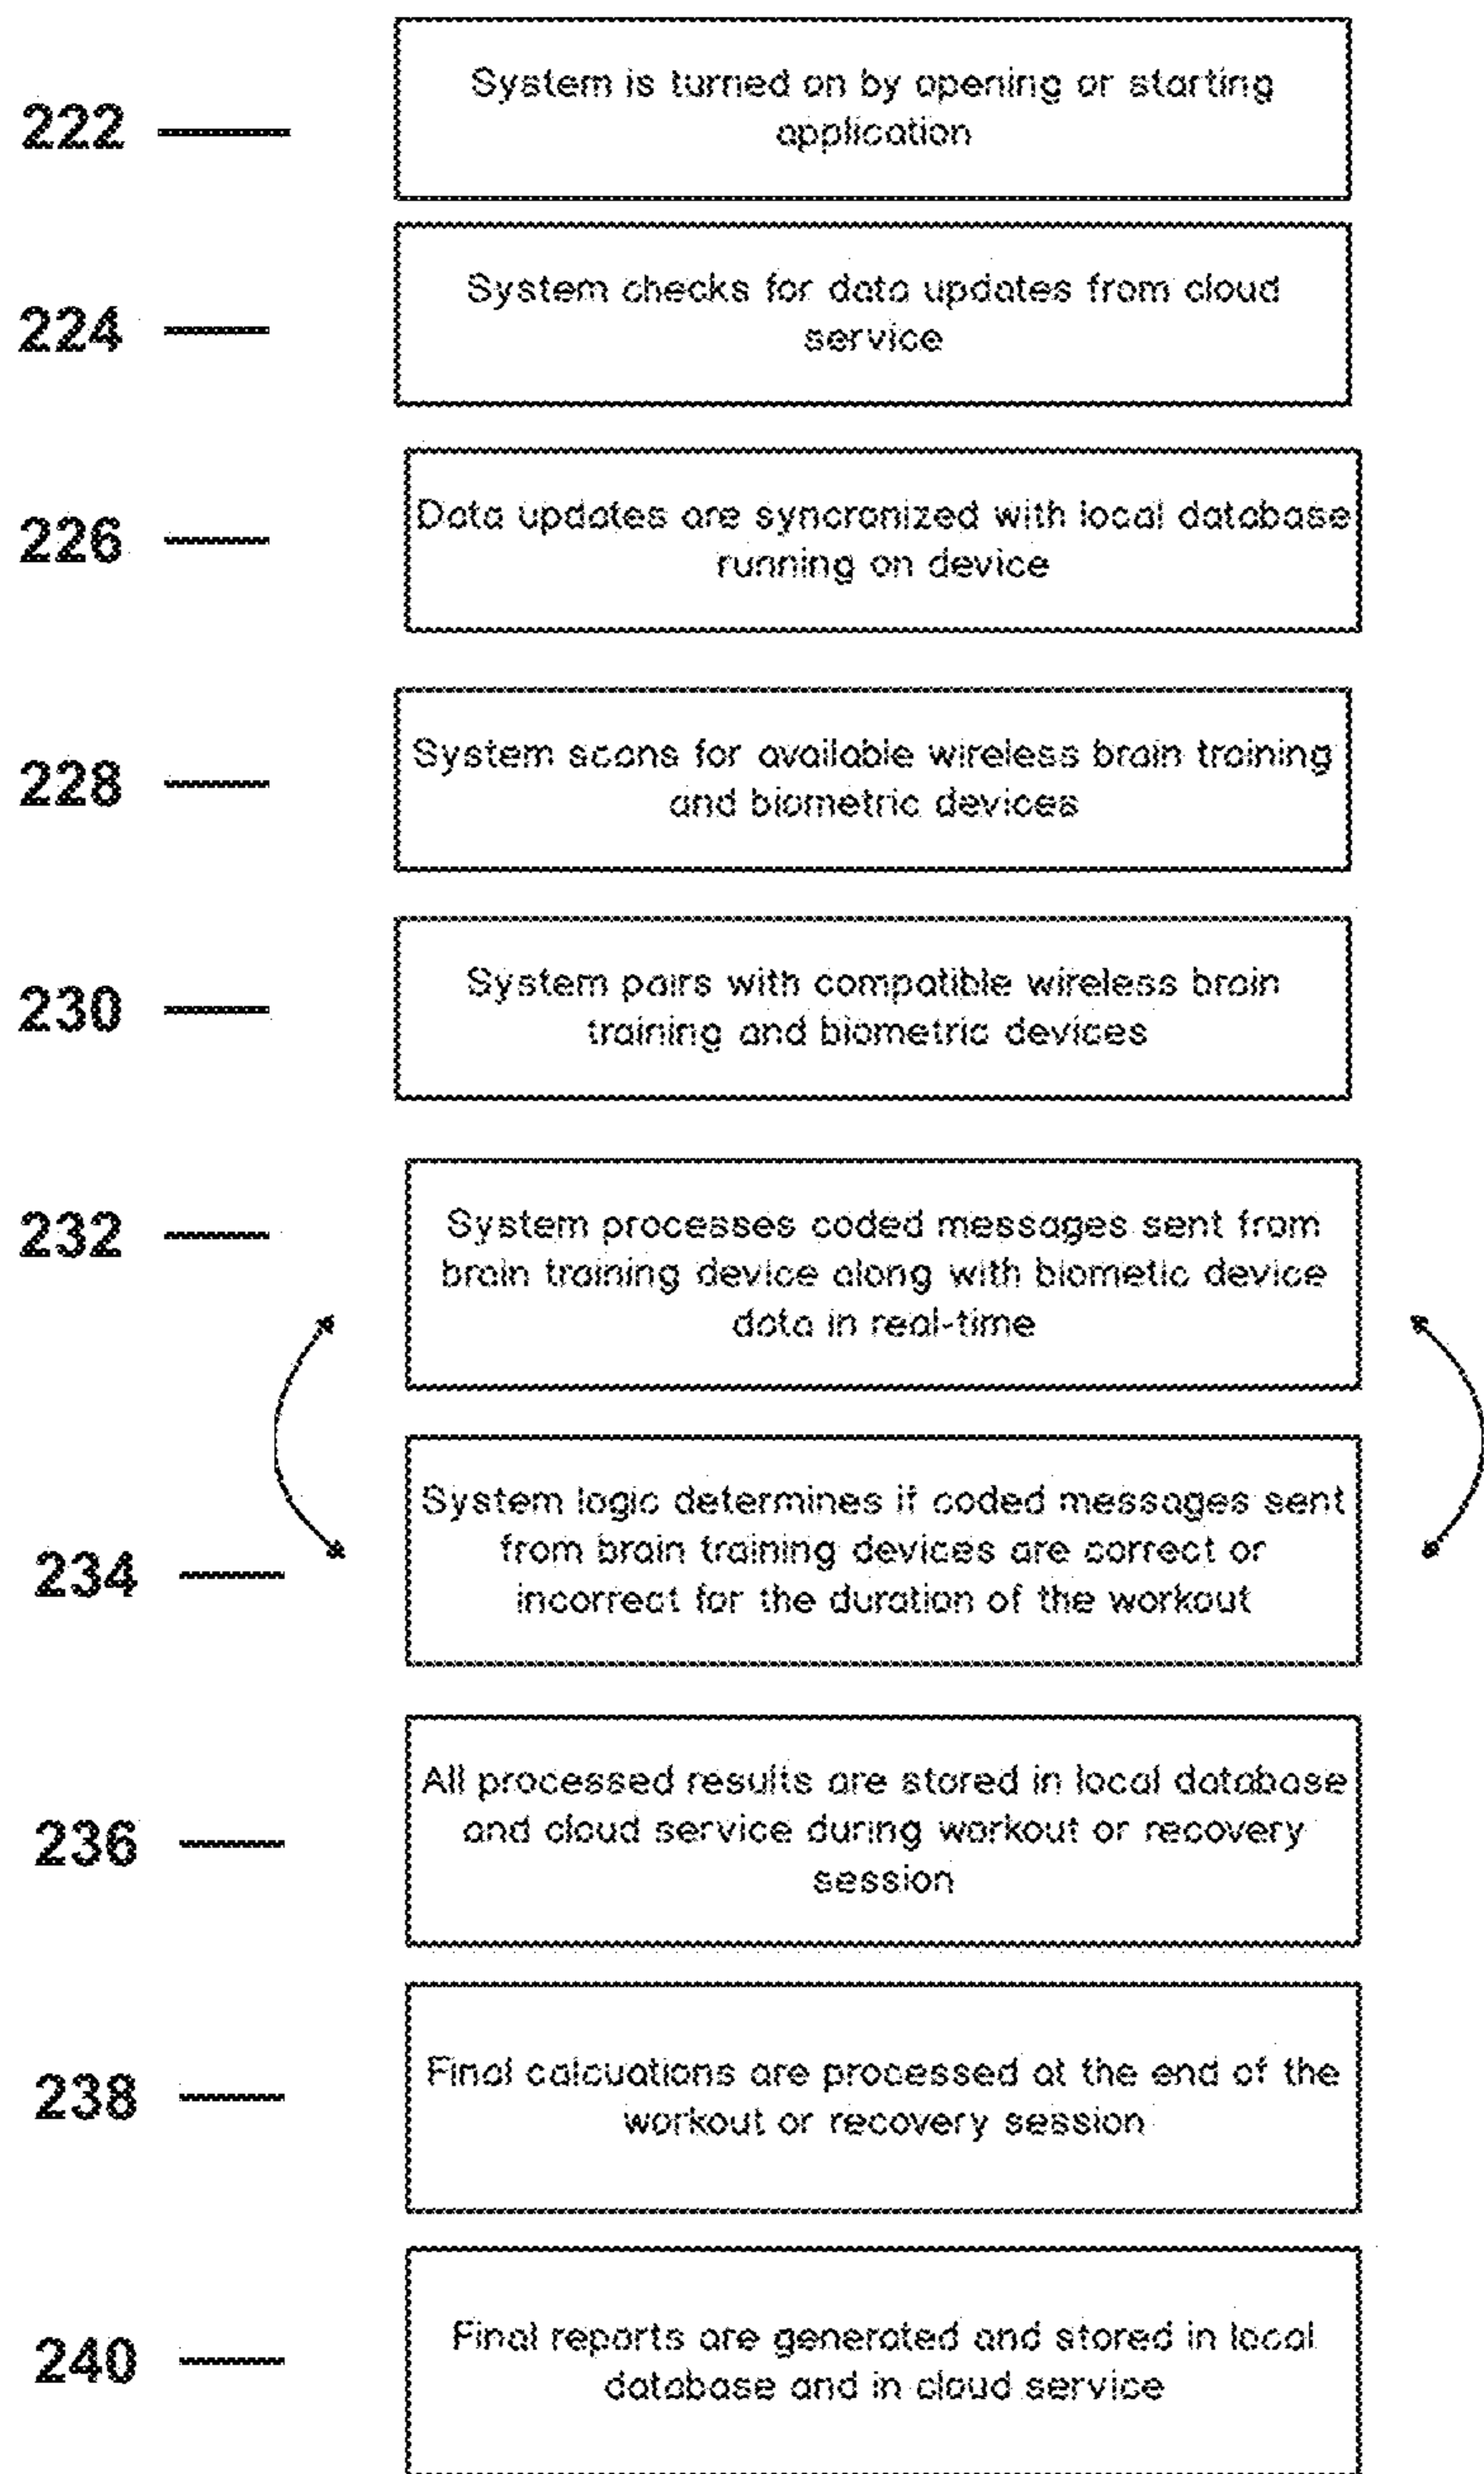 222
System is turned on by opening or starting
application
224
System checks for data updates from cloud
service
226
Data updates are syncronized with local database
running on device
228
System scans for available wireless brain training
and biometric devices
230
System pairs with compatible wireless brain
training and biometric devices
232
System processes coded messages sent from
brain training device along with biometic device
data in real-time
234
System logic determines if coded messages sent
from brain training devices are correct or
incorrect for the duration of the workout
236
All processed results are stored in local database
and cloud service during workout or recovery
session
238
Final calcuations are processed at the end of the
workout or recovery session
240
Final reports are generated and stored in local
database and in cloud service